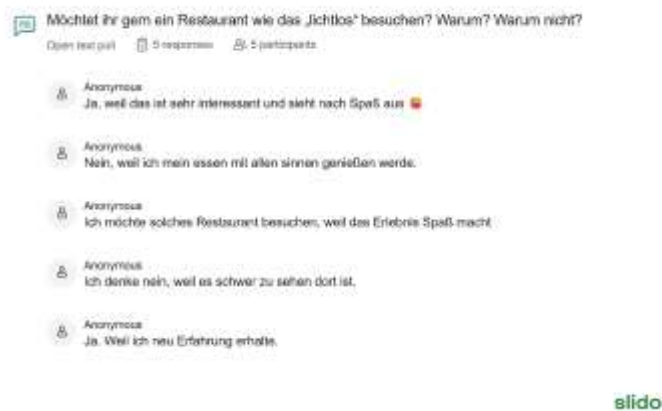 Möchtet ihr gern ein Restaurant wie das „lichtlos“ besuchen? Warum? Warum nicht?
Open text poll 5 responses 5 participants
Anonymous
Ja, weil das ist sehr interessant und sieht nach Spaß aus
Anonymous
Nein, weil ich mein essen mit allen sinnen genießen werde.
Anonymous
Ich möchte solches Restaurant besuchen, weil das Erlebnis Spaß macht
Anonymous
Ich denke nein, weil es schwer zu sehen dort ist.
Anonymous
Ja. Weil ich neu Erfahrung erhalte.
slido